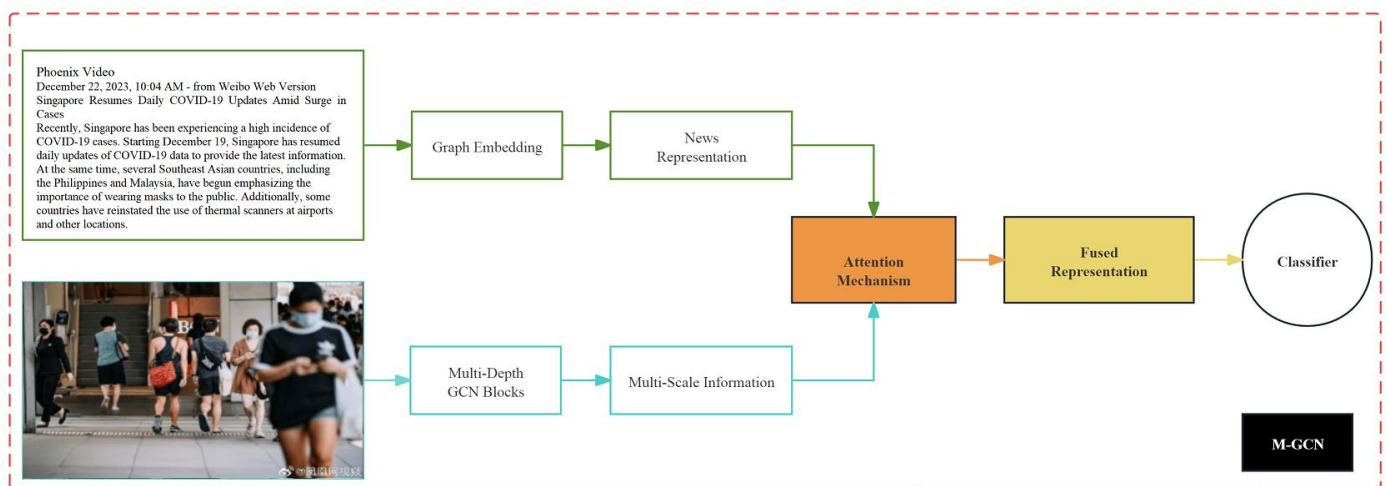 Phoenix Video
December 22, 2023, 10:04 AM - from Weibo Web Version
Singapore Resumes Daily COVID-19 Updates Amid Surge in
Cases
Recently, Singapore has been experiencing a high incidence of
COVID-19 cases. Starting December 19, Singapore has resumed
daily updates of COVID-19 data to provide the latest information.
At the same time, several Southeast Asian countries, including
the Philippines and Malaysia, have begun emphasizing the
importance of wearing masks to the public. Additionally, some
countries have reinstated the use of thermal scanners at airports
and other locations.
Graph Embedding
News
Representation
Attention
Mechanism
Fused
Representation
Classifier
Multi-Depth
GCN Blocks
Multi-Scale Information
@凤凰网视频
M-GCN